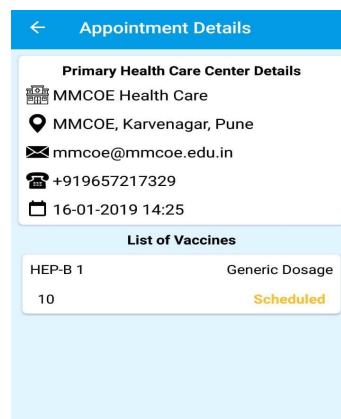 Appointment Details
Primary Health Care Center Details
MMCOE Health Care
MMCOE, Karvenagar, Pune
mmcoe@mmcoe.edu.in
+919657217329
16-01-2019 14:25
List of Vaccines
HEP-B 1 Generic Dosage
10 Scheduled